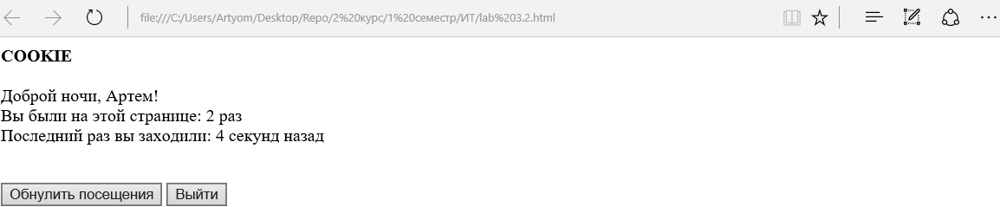 file:///C:/Users/Artyom/Desktop/Repo/2%20курс/1%20семестр/ИТ/lab%203.2.html
COOKIE
Доброй ночи, Артем!
Вы были на этой странице: 2 раз
Последний раз вы заходили: 4 секунд назад
Обнулить посещения Выйти